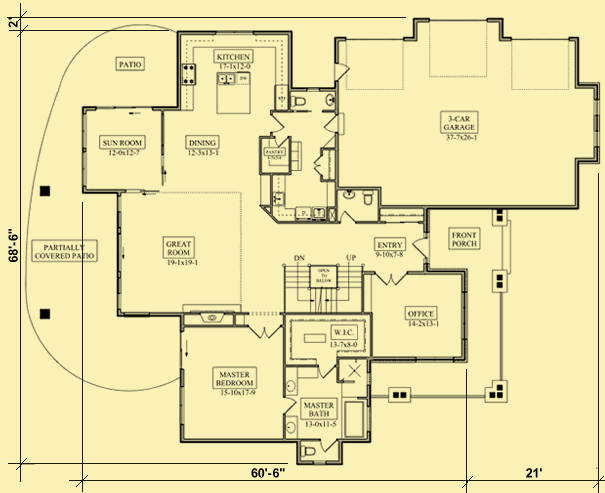 2'
PATIO
KITCHEN
17-1x12-0
3-CAR
GARAGE
37-7x26-1
SUN ROOM
12-0x12-7
DINING
12-3x13-1
PANTRY
68'-6"
PARTIALLY
COVERED PATIO
GREAT
ROOM
19-1x19-1
ENTRY
9-10x7-8
FRONT
PORCH
DN
UP
OPEN
TO
BELOW
OFFICE
14-2x13-1
W.I.C.
13-7x8-0
MASTER
BEDROOM
15-10x17-9
MASTER
BATH
13-0x11-5
60'-6"
21'